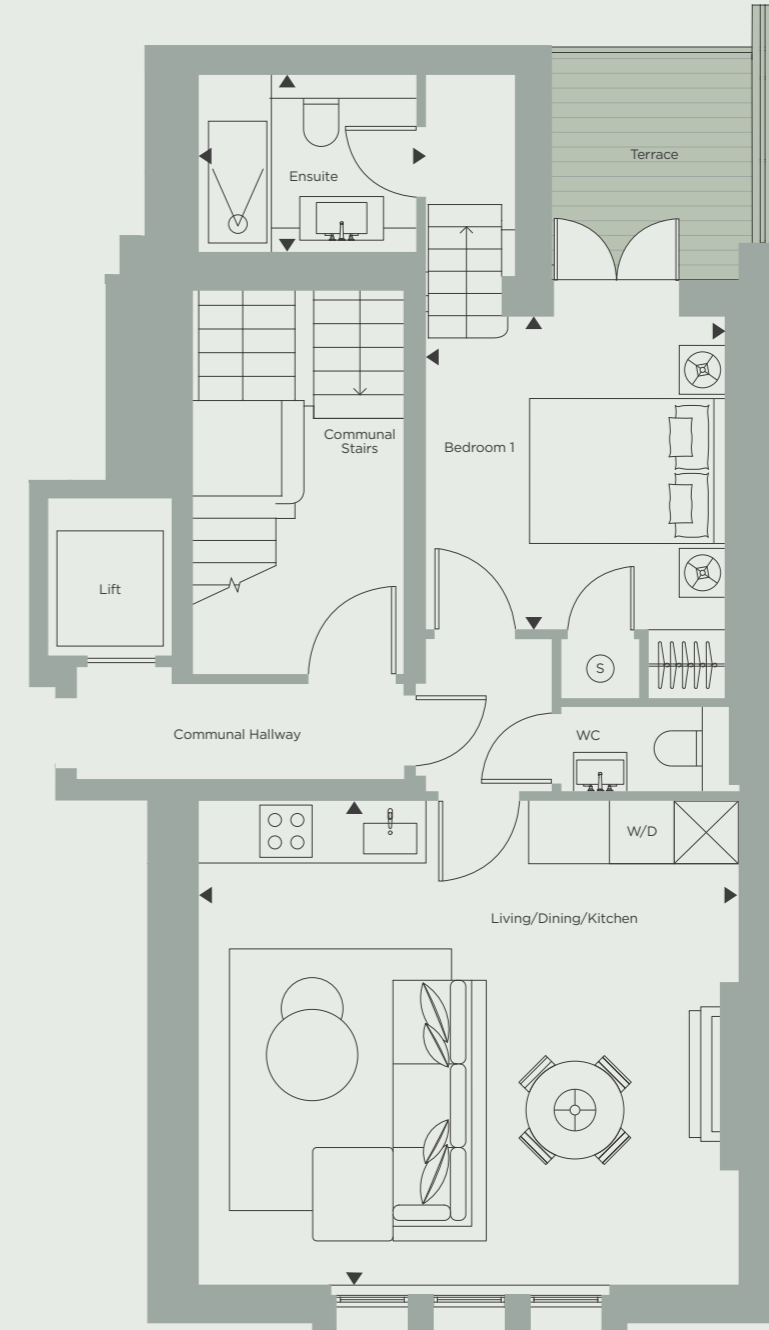 Terrace
Ensuite
Communal
Stairs
Bedroom 1
Lift
S
Communal Hallway
WC
W/D
Living/Dining/Kitchen